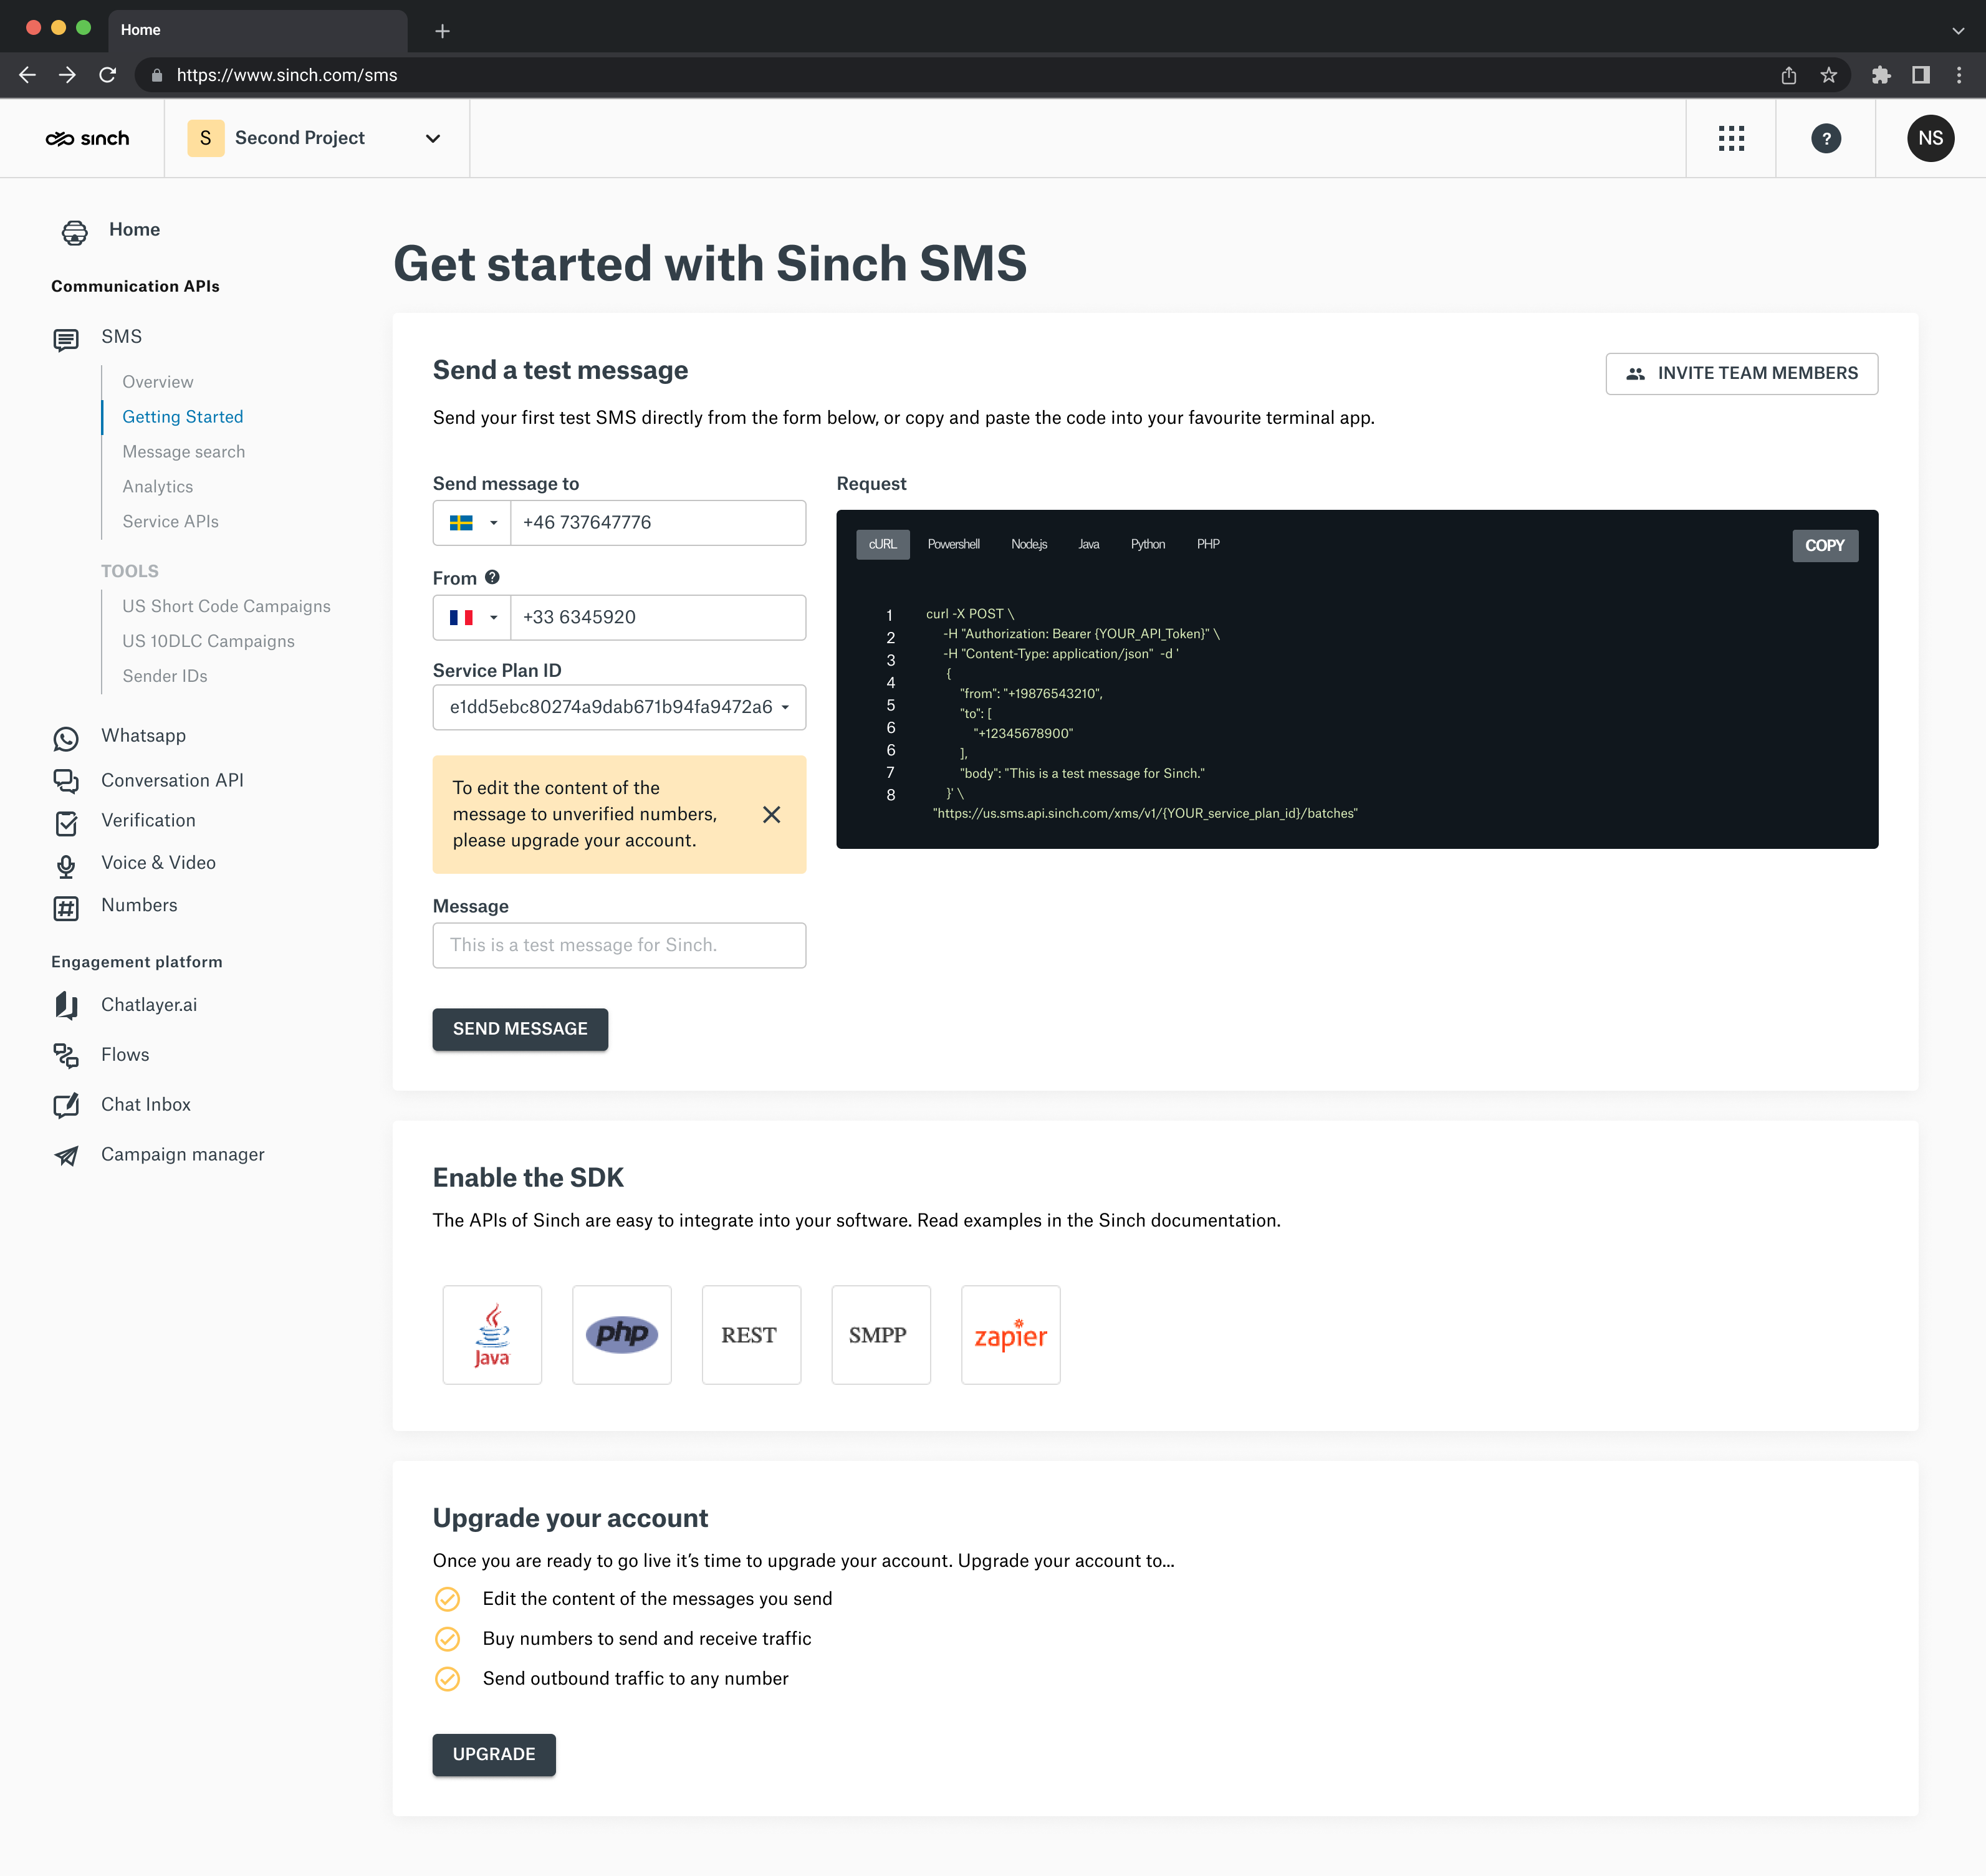 Home
https://www.sinch.com/sms
sinch
S
Second Project
?
NS
Home
Communication APIs
SMS
Overview
Getting Started
Message search
Analytics
Service APIs
TOOLS
US Short Code Campaigns
US 10DLC Campaigns
Sender IDs
Whatsapp
Conversation API
Verification
Voice & Video
Numbers
Engagement platform
Chatlayer.ai
Flows
Chat Inbox
Campaign manager
Get started with Sinch SMS
Send a test message
INVITE TEAM MEMBERS
Send your first test SMS directly from the form below, or copy and paste the code into your favourite terminal app.
Send message to
+46 737647776
From ?
+33 6345920
Service Plan ID
e1dd5ebc80274a9dab671b94fa9472a6
To edit the content of the
message to unverified numbers,
please upgrade your account.
Message
This is a test message for Sinch.
SEND MESSAGE
Request
cURL Powershell Node.js Java Python PHP
COPY
1
2
3
4
5
6
6
7
8
curl -X POST \
-H "Authorization: Bearer {YOUR_API_Token}" \
-H "Content-Type: application/json" -d '
{
"from": "+19876543210",
"to": [
"+12345678900"
],
"body": "This is a test message for Sinch."
}' \
"https://us.sms.api.sinch.com/xms/v1/{YOUR_service_plan_id}/batches"
Enable the SDK
The APIs of Sinch are easy to integrate into your software. Read examples in the Sinch documentation.
Java
php
REST
SMPP
zapier
Upgrade your account
Once you are ready to go live it's time to upgrade your account. Upgrade your account to...
Edit the content of the messages you send
Buy numbers to send and receive traffic
Send outbound traffic to any number
UPGRADE